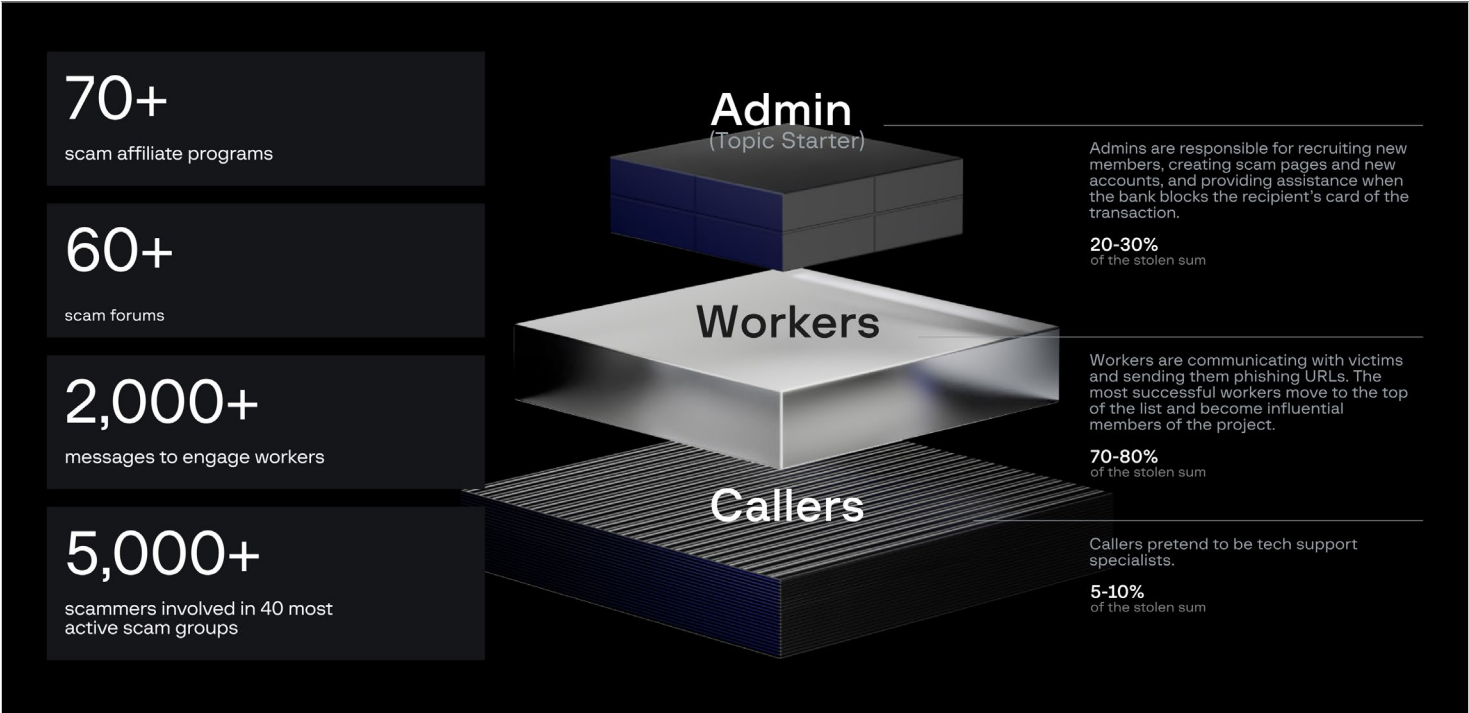 70+
scam affiliate programs
60+
scam forums
2,000+
messages to engage workers
5,000+
scammers involved in 40 most
active scam groups
Admin
(Topic Starter)
Admins are responsible for recruiting new
members, creating scam pages and new
accounts, and providing assistance when
the bank blocks the recipient's card of the
transaction.
20-30%
of the stolen sum
Workers
Workers are communicating with victims
and sending them phishing URLs. The
most successful workers move to the top
of the list and become influential
members of the project.
70-80%
of the stolen sum
Callers
Callers pretend to be tech support
specialists.
5-10%
of the stolen sum